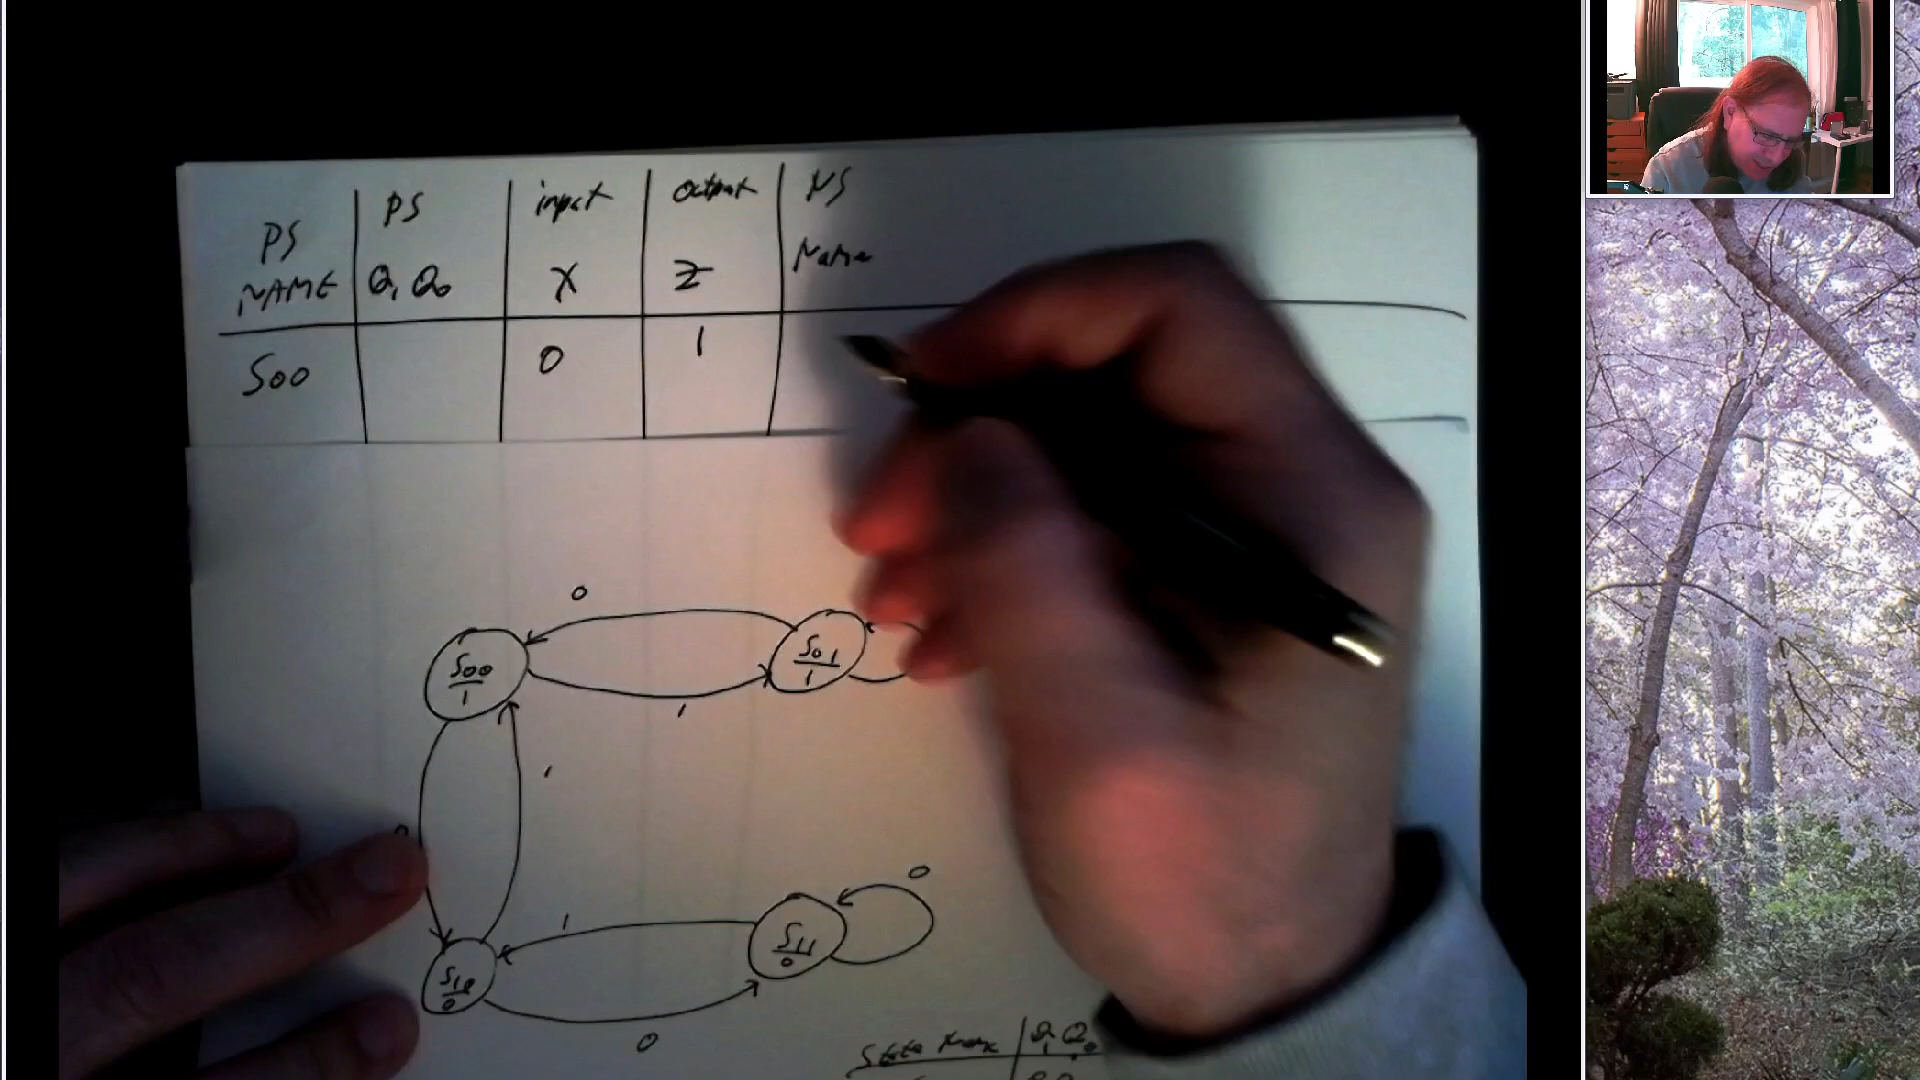 PS NAME | PS Q1 Q0 | input X | output Z | NS Name
S00 | | 0 | 1
0
S00
1
S01
1
1
1
0
1
S11
0
S10
0
0
State Name | Q1 Q0